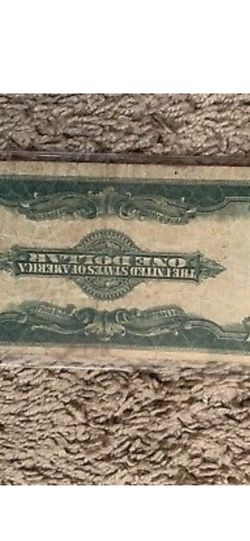 THE UNITED STATES OF AMERICA
ONE DOLLAR